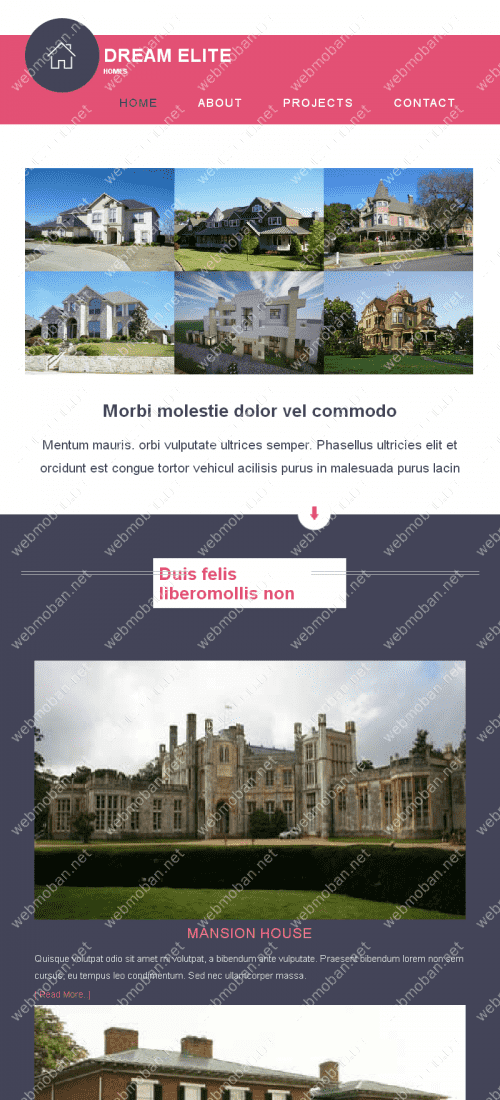 DREAM ELITE
HOMES
HOME ABOUT PROJECTS CONTACT
Morbi molestie dolor vel commodo
Mentum mauris. orbi vulputate ultrices semper. Phasellus ultricies elit et
orcidunt est congue tortor vehicul acilisis purus in malesuada purus lacin
Duis felis
liberomollis non
MANSION HOUSE
Quisque volutpat odio sit amet mi volutpat, a bibendum ante vulputate. Praesent bibendum lorem non sem
cursus, eu tempus leo condimentum. Sed nec ullamcorper massa.
[ Read More. ]
webmoban.net